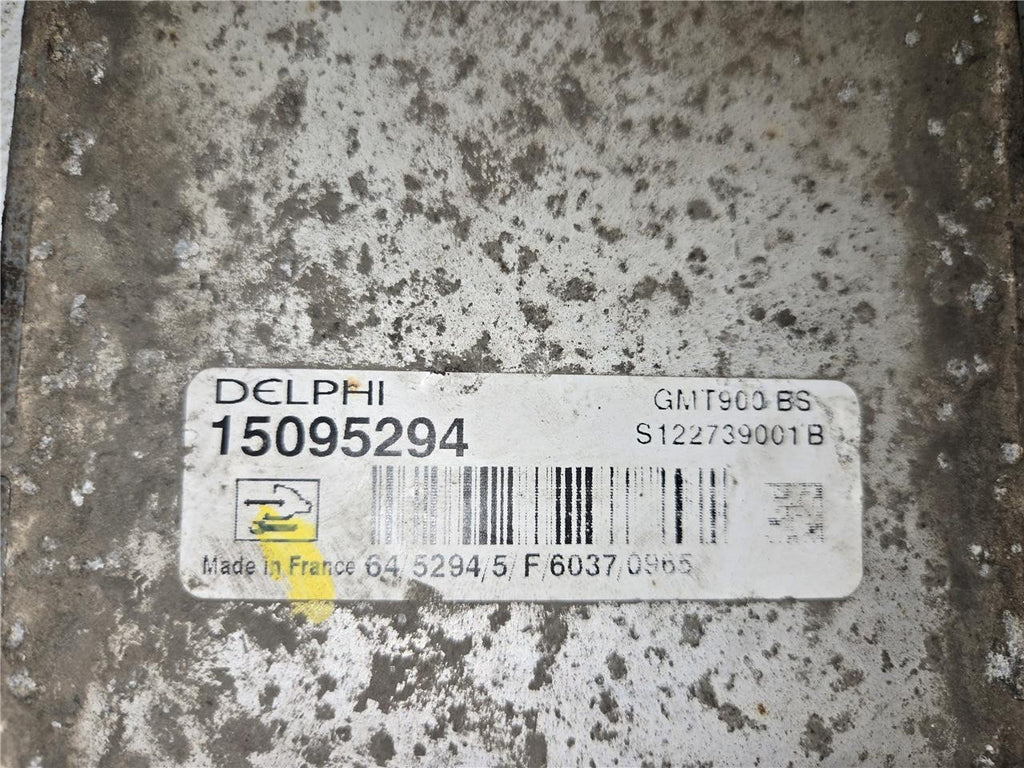 DELPHI
GMT900 BS
15095294
S122739001B
Made in France 64 5294/5/ F/6037/0965